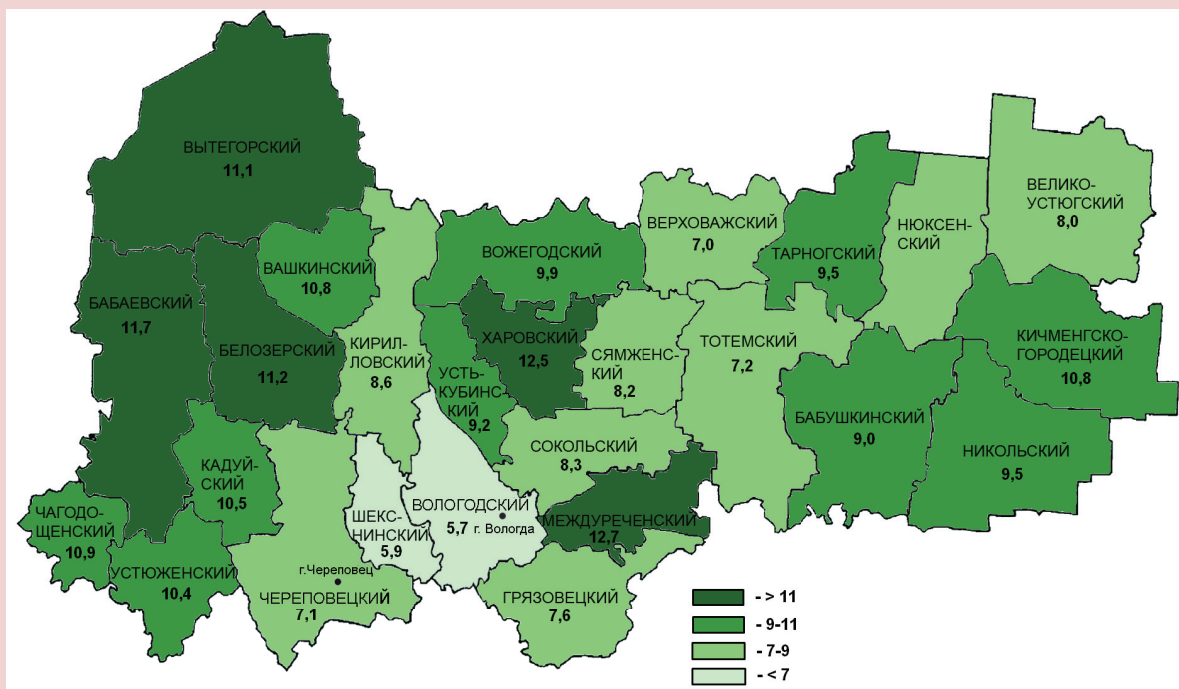 ВЫТЕГОРСКИЙ
11,1
ВЕЛИКО-
УСТЮГСКИЙ
8,0
ВЕРХОВАЖСКИЙ
7,0
НЮКСЕН-
СКИЙ
ТАРНОГСКИЙ
9,5
ВОЖЕГОДСКИЙ
9,9
ВАШКИНСКИЙ
10,8
БАБАЕВСКИЙ
11,7
БЕЛОЗЕРСКИЙ
11,2
КИРИЛ-
ЛОВСКИЙ
8,6
ХАРОВСКИЙ
12,5
СЯМЖЕНС-
КИЙ
8,2
ТОТЕМСКИЙ
7,2
КИЧМЕНГСКО-
ГОРОДЕЦКИЙ
10,8
УСТЬ-
КУБИНС-
КИЙ
9,2
БАБУШКИНСКИЙ
9,0
НИКОЛЬСКИЙ
9,5
СОКОЛЬСКИЙ
8,3
КАДУЙ-
СКИЙ
10,5
ЧАГОДО-
ЩЕНСКИЙ
10,9
ШЕКС-
НИНСКИЙ
5,9
ВОЛОГОДСКИЙ
5,7 г. Вологда
МЕЖДУРЕЧЕНСКИЙ
12,7
УСТЮЖЕНСКИЙ
10,4
г.Череповец
ЧЕРЕПОВЕЦКИЙ
7,1
ГРЯЗОВЕЦКИЙ
7,6
- > 11
- 9-11
- 7-9
- < 7